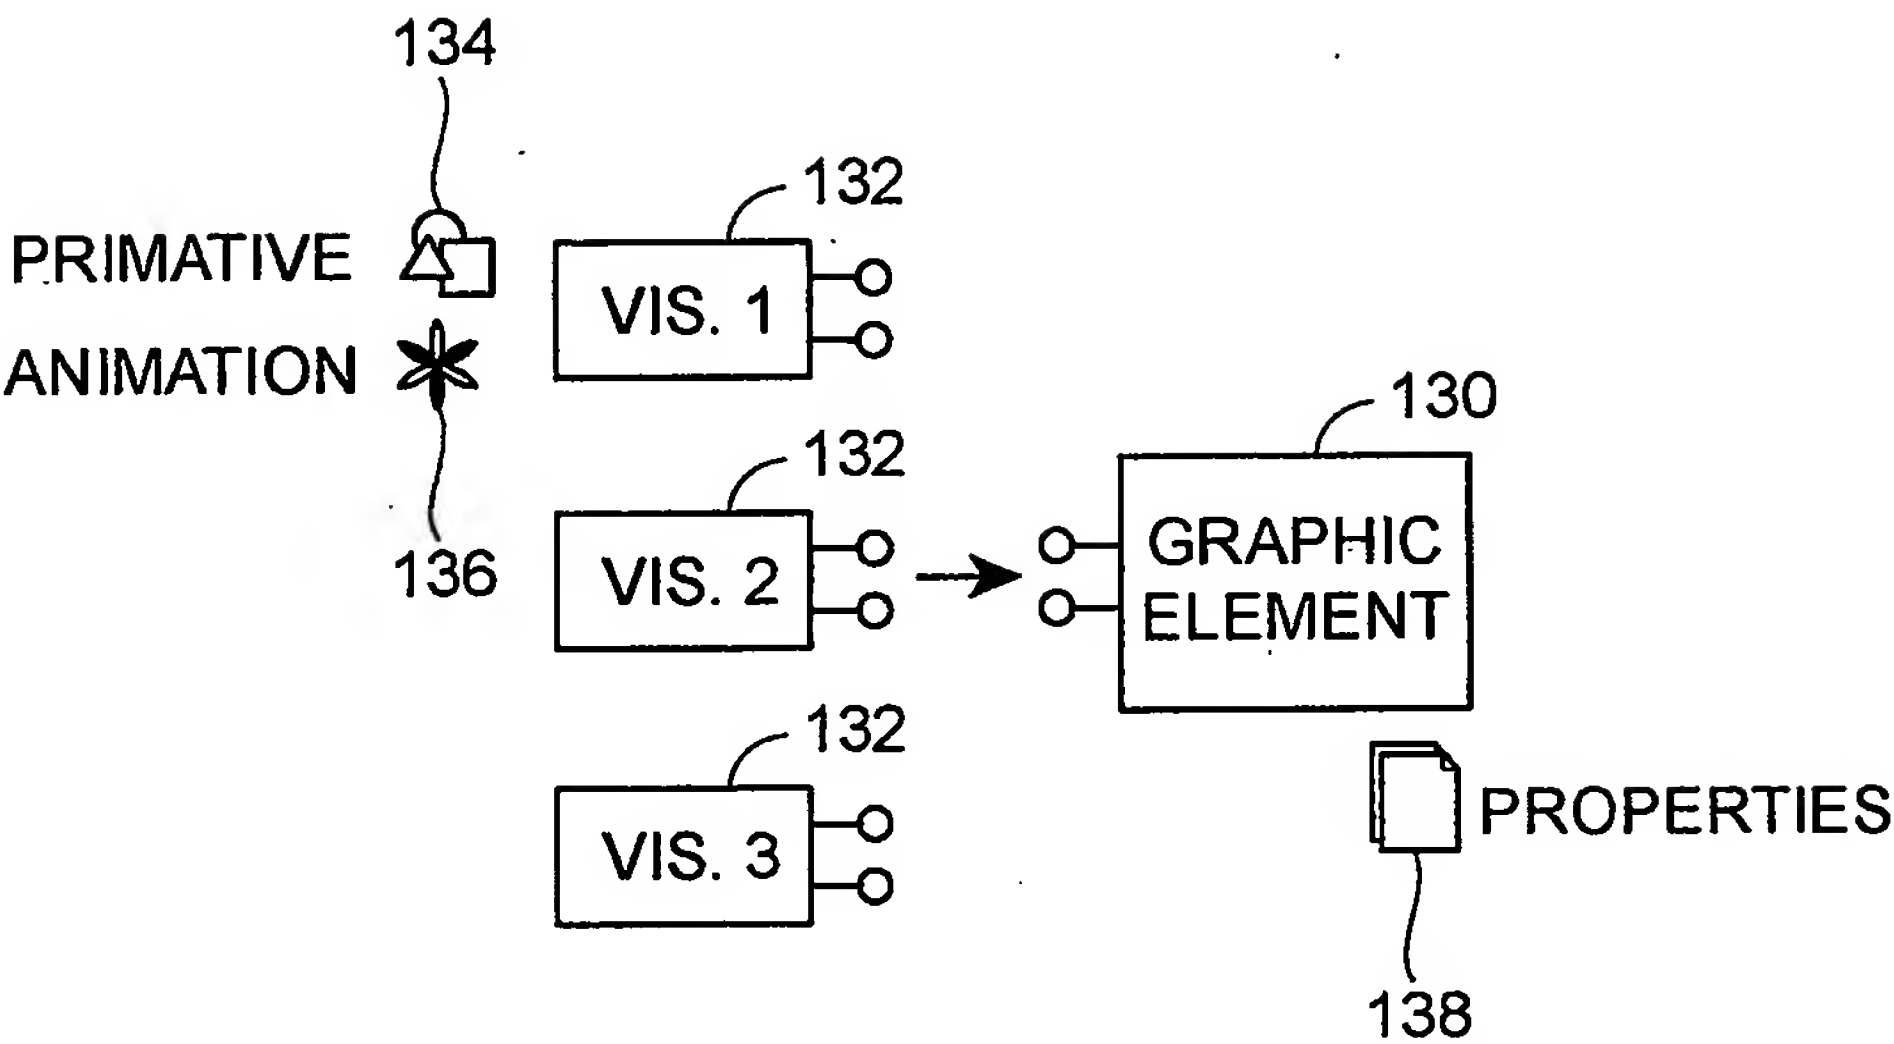 134
132
PRIMATIVE
VIS. 1
ANIMATION
130
132
GRAPHIC
136
VIS. 2
ELEMENT
132
PROPERTIES
VIS. 3
138